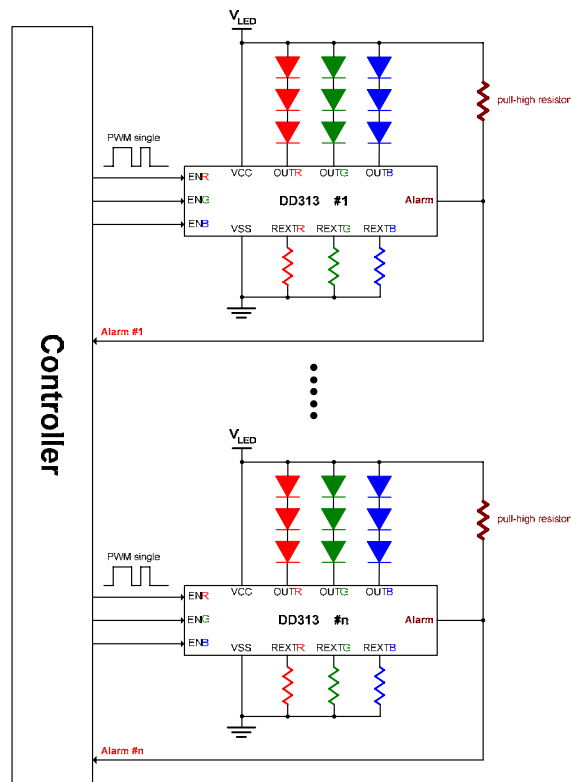 Controller
VLED
pull-high resistor
PWM single
ENR
ENG
ENB
VCC
OUTR
OUTG
OUTB
DD313 #1
Alarm
VSS
REXTR
REXTG
REXTB
Alarm #1
VLED
pull-high resistor
PWM single
ENR
ENG
ENB
VCC
OUTR
OUTG
OUTB
DD313 #n
Alarm
VSS
REXTR
REXTG
REXTB
Alarm #n